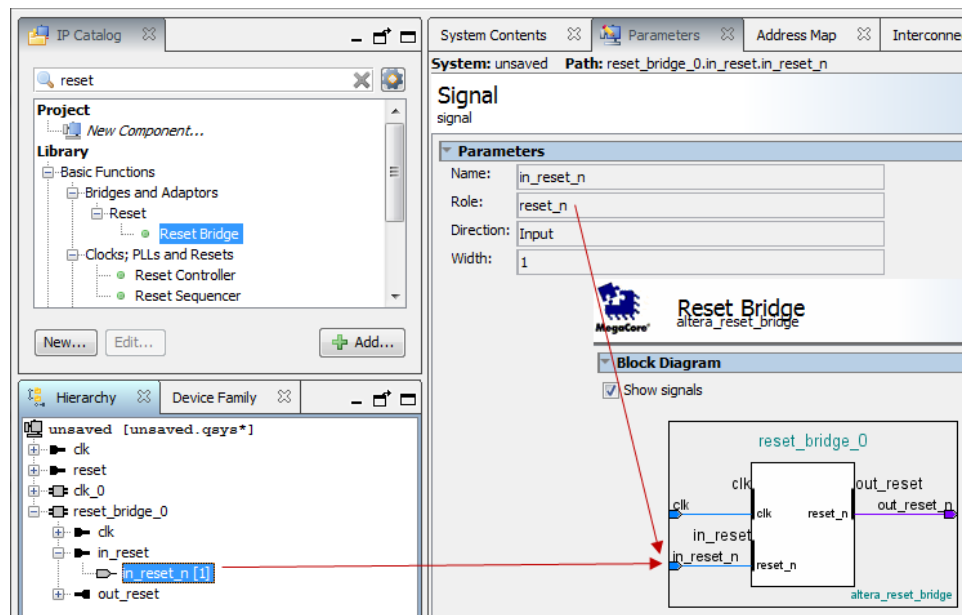 IP Catalog
reset
Project
New Component...
Library
Basic Functions
Bridges and Adaptors
Reset
Reset Bridge
Clocks; PLLs and Resets
Reset Controller
Reset Sequencer
New...
Edit...
Add...
Hierarchy
Device Family
unsaved [unsaved.qsys*]
clk
reset
clk_0
reset_bridge_0
clk
in_reset
in_reset_n [1]
out_reset
System Contents
Parameters
Address Map
Interconne
System: unsaved Path: reset_bridge_0.in_reset.in_reset_n
Signal
signal
Parameters
Name: in_reset_n
Role: reset_n
Direction: Input
Width: 1
MegaCore'
Reset Bridge
altera_reset_bridge
Block Diagram
Show signals
reset_bridge_0
clk out_reset
clk out_reset_n
clk reset_n
in_reset
in_reset_n
reset_n
altera_reset_bridge